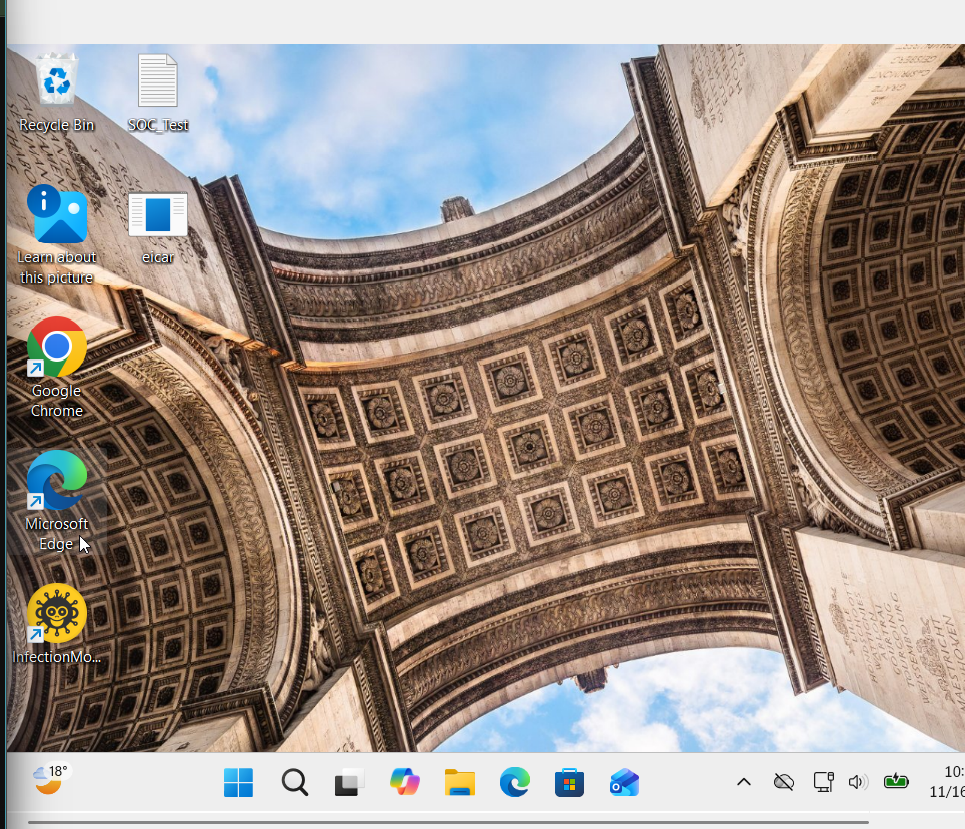 Recycle Bin
SOC_Test
Learn about
this picture
eicar
Google
Chrome
Microsoft
Edge
InfectionMo...
18°
10:
11/16